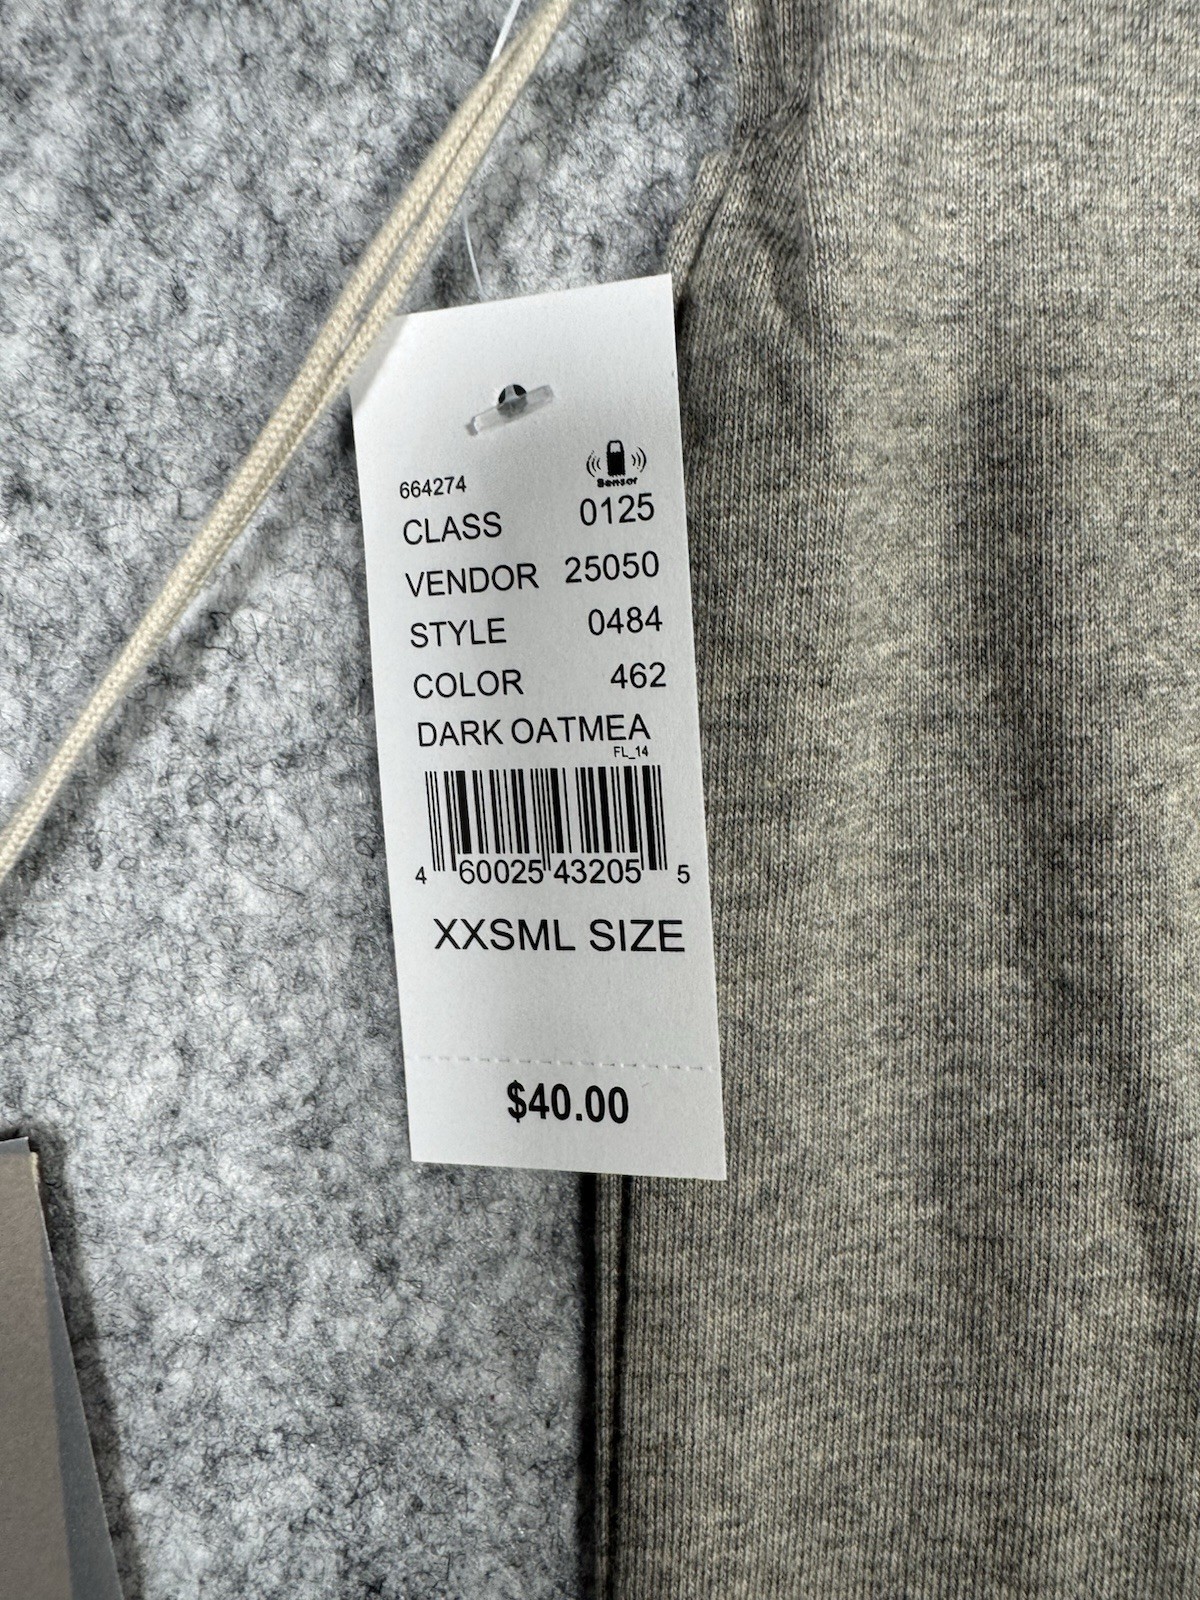 664274
Sensor
CLASS 0125
VENDOR 25050
STYLE 0484
COLOR 462
DARK OATMEA
FL_14
4 60025 43205 5
XXSML SIZE
$40.00